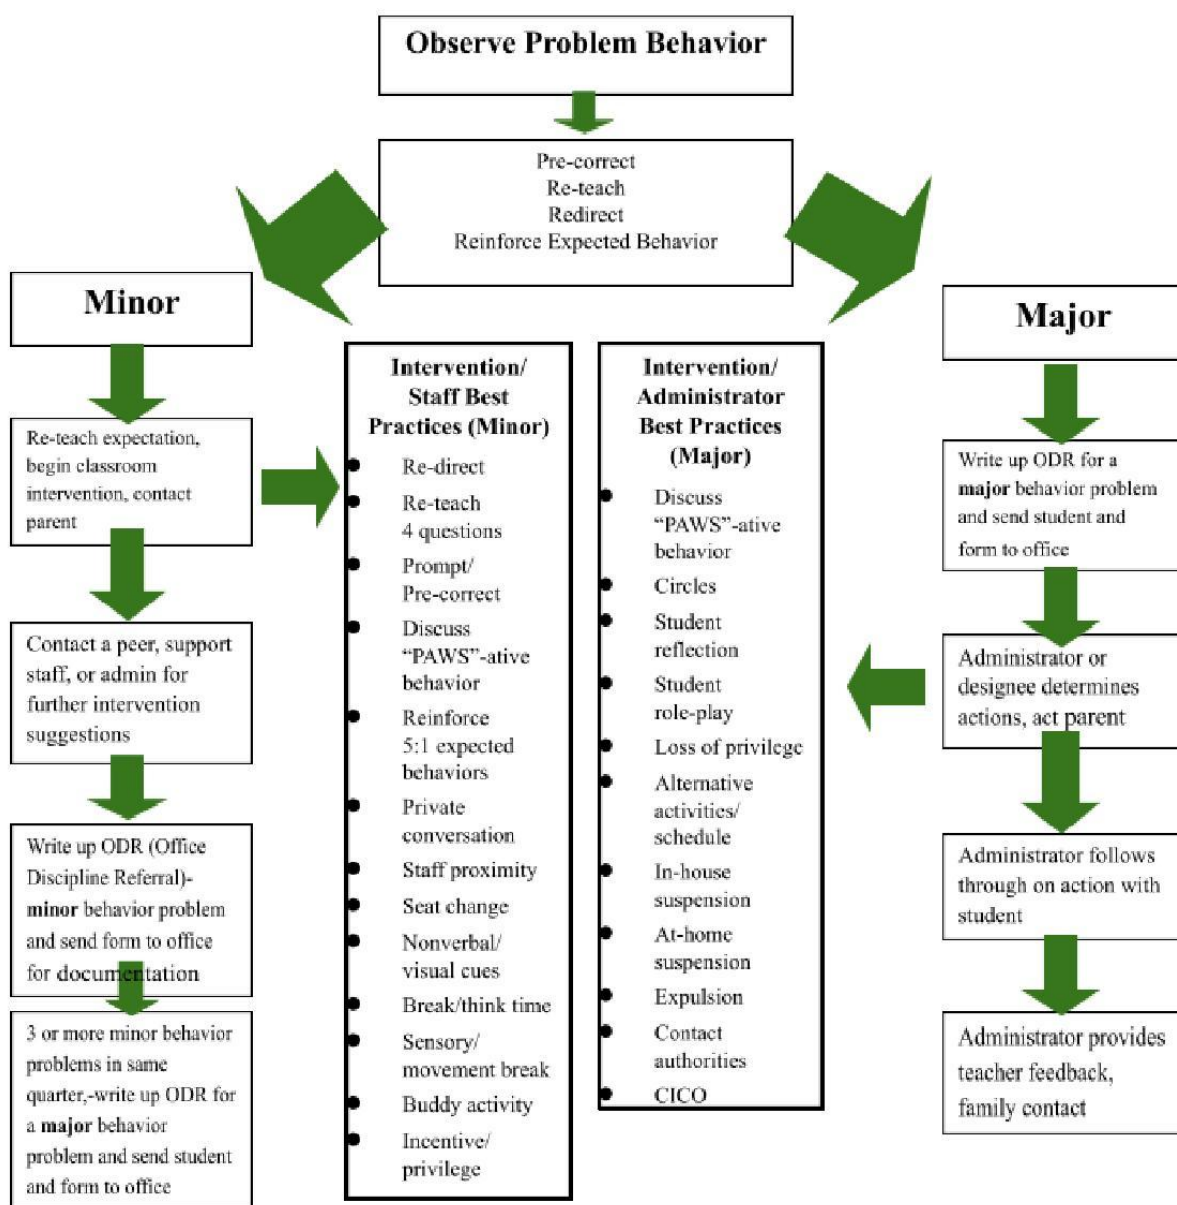 Observe Problem Behavior
Pre-correct
Re-teach
Redirect
Reinforce Expected Behavior
Minor
Re-teach expectation,
begin classroom
intervention, contact
parent
Contact a peer, support
staff, or admin for
further intervention
suggestions
Write up ODR (Office
Discipline Referral)-
minor behavior problem
and send form to office
for documentation
3 or more minor behavior
problems in same
quarter,-write up ODR for
a major behavior
problem and send student
and form to office
Intervention/
Staff Best
Practices (Minor)
● Re-direct
● Re-teach
4 questions
● Prompt/
Pre-correct
● Discuss
“PAWS”-ative
behavior
● Reinforce
5:1 expected
behaviors
● Private
conversation
● Staff proximity
● Seat change
● Nonverbal/
visual cues
● Break/think time
● Sensory/
movement break
● Buddy activity
● Incentive/
privilege
Intervention/
Administrator
Best Practices
(Major)
● Discuss
“PAWS”-ative
behavior
● Circles
● Student
reflection
● Student
role-play
● Loss of privilege
● Alternative
activities/
schedule
● In-house
suspension
● At-home
suspension
● Expulsion
● Contact
authorities
● CICO
Major
Write up ODR for a
major behavior problem
and send student and
form to office
Administrator or
designee determines
actions, act parent
Administrator follows
through on action with
student
Administrator provides
teacher feedback,
family contact